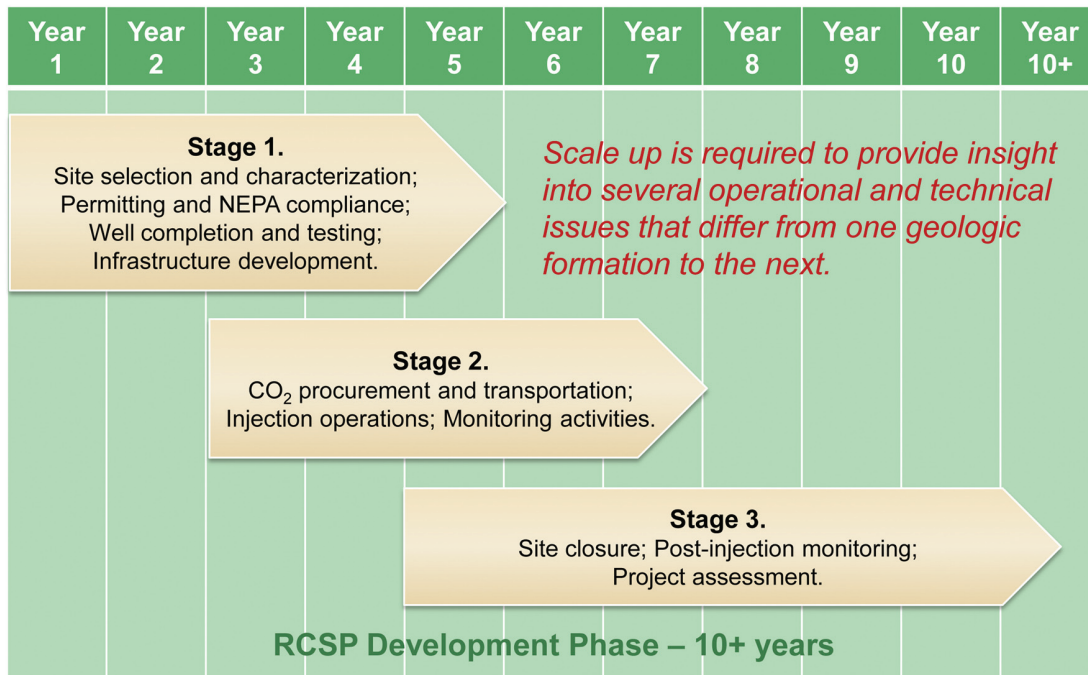 Year 1
Year 2
Year 3
Year 4
Year 5
Year 6
Year 7
Year 8
Year 9
Year 10
Year 10+
Stage 1.
Site selection and characterization;
Permitting and NEPA compliance;
Well completion and testing;
Infrastructure development.
Scale up is required to provide insight
into several operational and technical
issues that differ from one geologic
formation to the next.
Stage 2.
CO₂ procurement and transportation;
Injection operations; Monitoring activities.
Stage 3.
Site closure; Post-injection monitoring;
Project assessment.
RCSP Development Phase – 10+ years